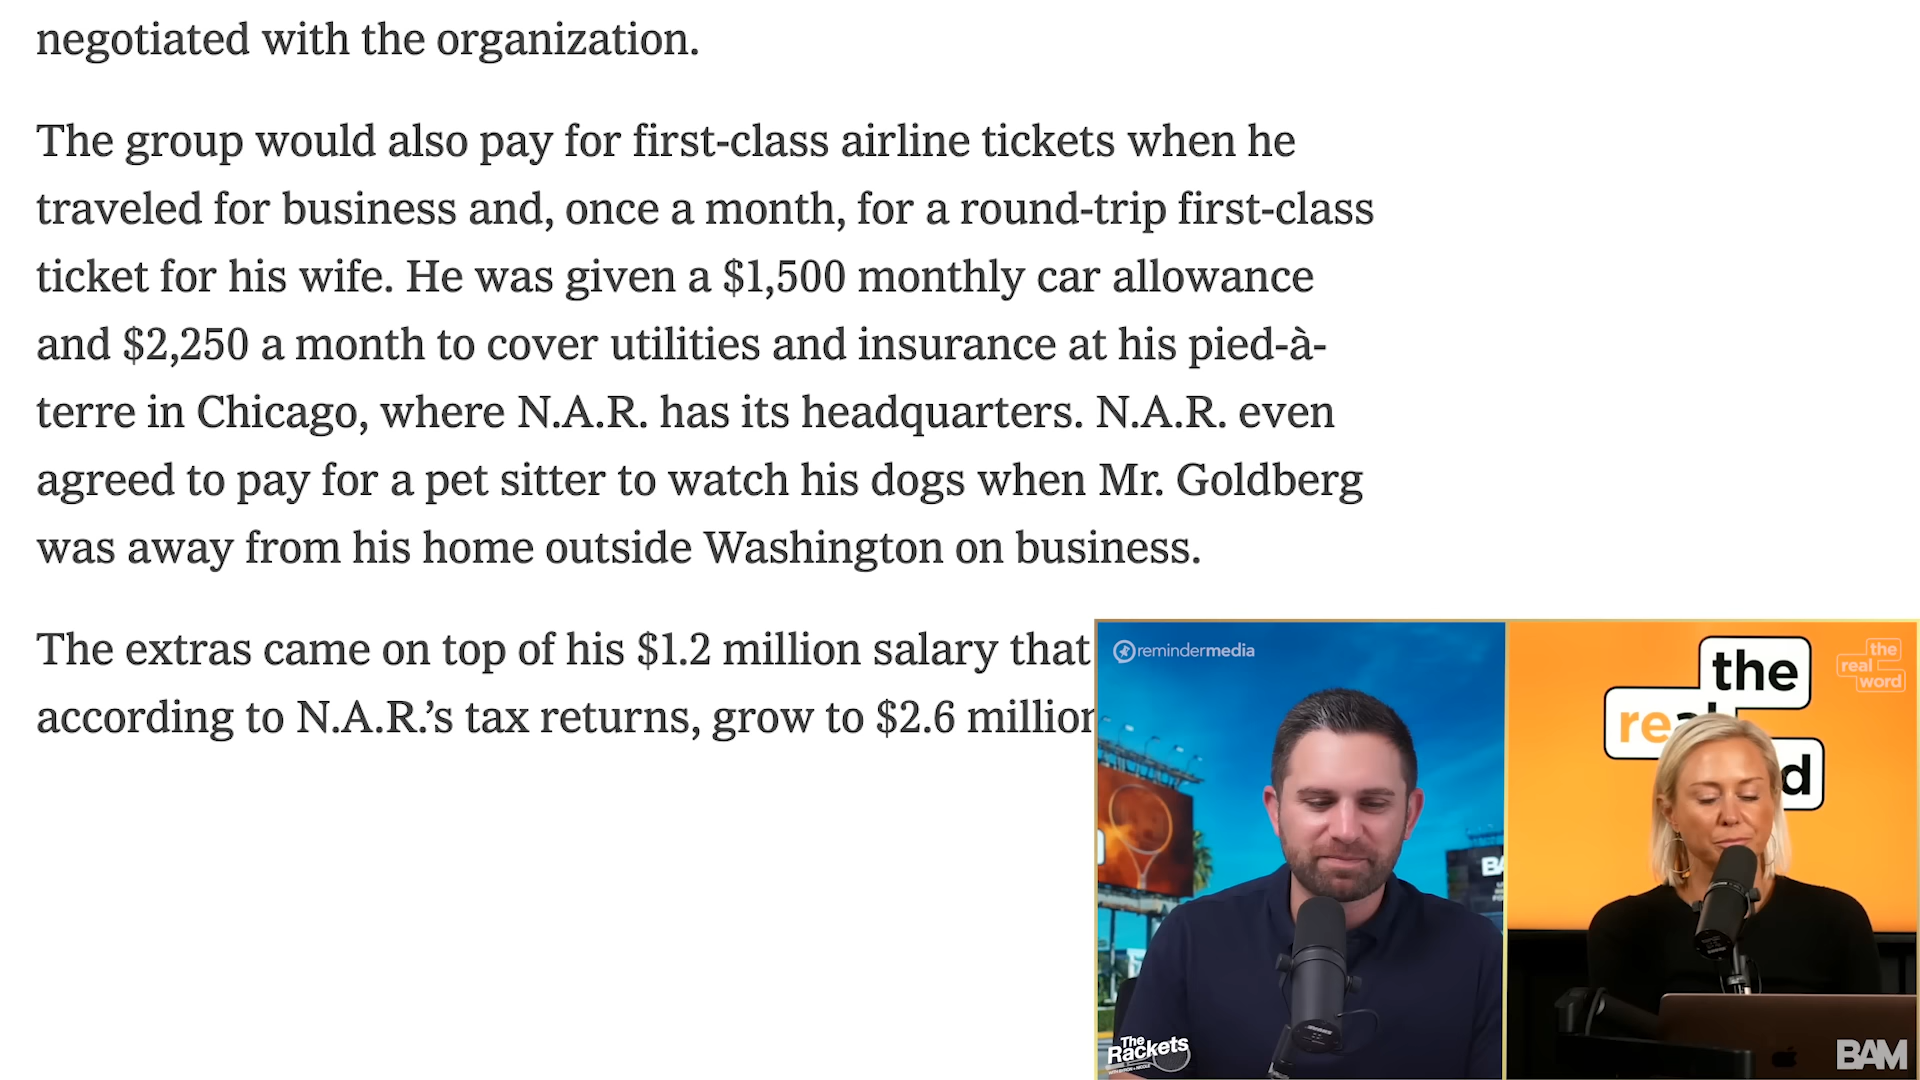 negotiated with the organization.
The group would also pay for first-class airline tickets when he
traveled for business and, once a month, for a round-trip first-class
ticket for his wife. He was given a $1,500 monthly car allowance
and $2,250 a month to cover utilities and insurance at his pied-à-
terre in Chicago, where N.A.R. has its headquarters. N.A.R. even
agreed to pay for a pet sitter to watch his dogs when Mr. Goldberg
was away from his home outside Washington on business.
The extras came on top of his $1.2 million salary that
according to N.A.R.’s tax returns, grow to $2.6 million
remindermedia
The
Rackets
the
real
word
the
BAM